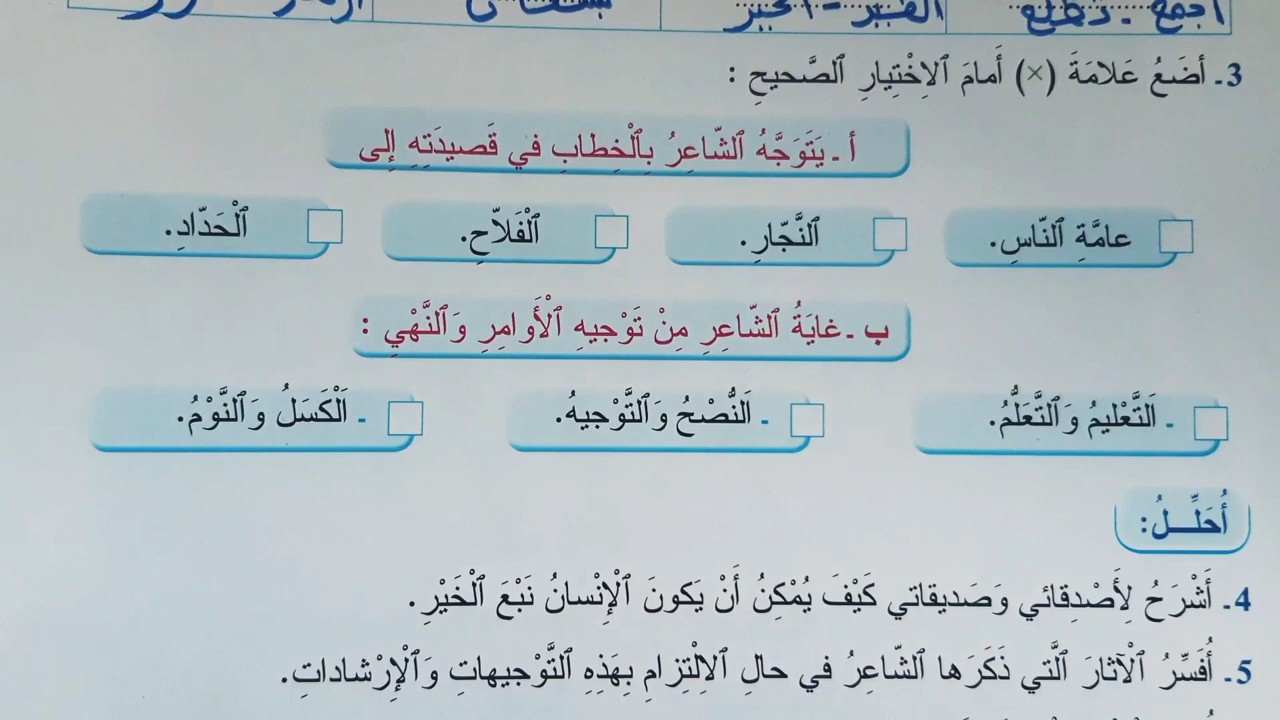 3. أضَعُ عَلامَةَ (×) أَمامَ ٱلِاخْتِيارِ ٱلصَّحيحِ :
أ ـ يَتَوَجَّهُ ٱلشّاعِرُ بِٱلْخِطابِ في قَصيدَتِهِ إِلى
عامَّةِ ٱلنّاسِ. ٱلنَّجّارِ. ٱلْفَلاّحِ. ٱلْحَدّادِ.
ب ـ غايَةُ ٱلشّاعِرِ مِنْ تَوْجيهِ ٱلْأَوامِرِ وَٱلنَّهْيِ :
ـ اَلتَّعْليمُ وَٱلتَّعَلُّمُ. ـ اَلنُّصْحُ وَٱلتَّوْجيهُ. ـ اَلْكَسَلُ وَٱلنَّوْمُ.
أُحَلِّــلُ:
4. أَشْرَحُ لِأَصْدِقائي وَصَديقاتي كَيْفَ يُمْكِنُ أَنْ يَكونَ ٱلْإِنْسانُ نَبْعَ ٱلْخَيْرِ.
5. أُفَسِّرُ ٱلْآثارَ ٱلَّتي ذَكَرَها ٱلشّاعِرُ في حالِ ٱلِالْتِزامِ بِهَذِهِ ٱلتَّوْجيهاتِ وَٱلْإِرْشاداتِ.